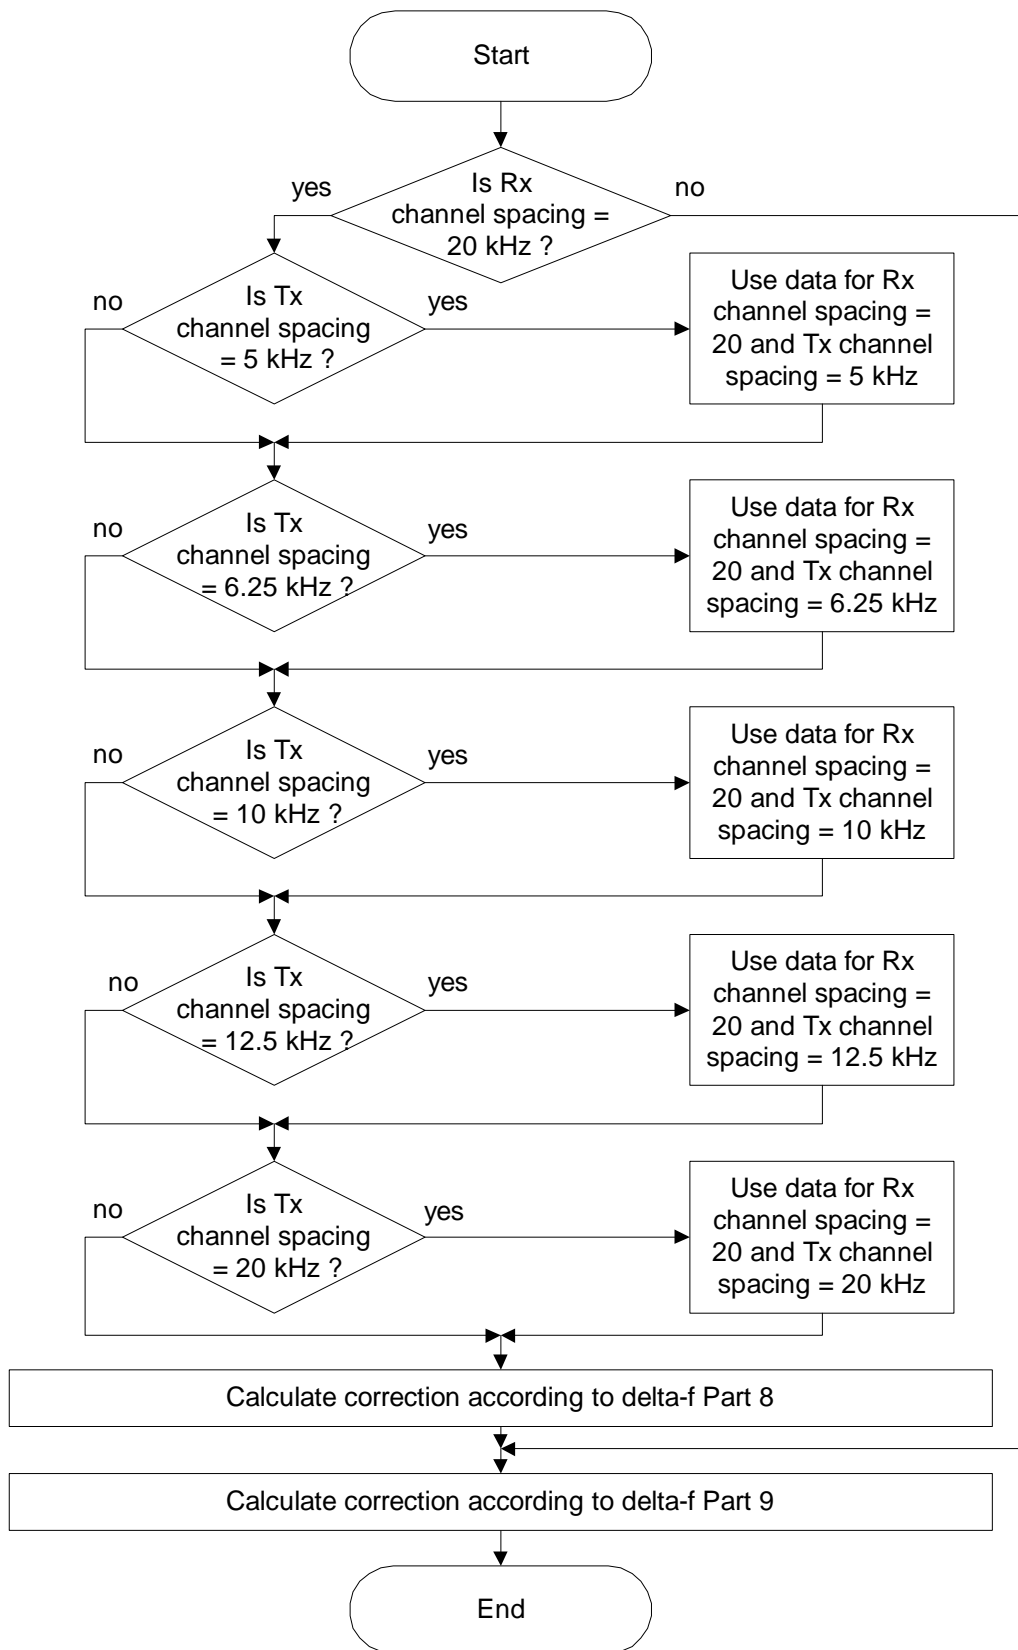 Start
yes
Is Rx
channel spacing =
20 kHz ?
no
no
Is Tx
channel spacing
= 5 kHz ?
yes
Use data for Rx
channel spacing =
20 and Tx channel
spacing = 5 kHz
no
Is Tx
channel spacing
= 6.25 kHz ?
yes
Use data for Rx
channel spacing =
20 and Tx channel
spacing = 6.25 kHz
no
Is Tx
channel spacing
= 10 kHz ?
yes
Use data for Rx
channel spacing =
20 and Tx channel
spacing = 10 kHz
no
Is Tx
channel spacing
= 12.5 kHz ?
yes
Use data for Rx
channel spacing =
20 and Tx channel
spacing = 12.5 kHz
no
Is Tx
channel spacing
= 20 kHz ?
yes
Use data for Rx
channel spacing =
20 and Tx channel
spacing = 20 kHz
Calculate correction according to delta-f Part 8
Calculate correction according to delta-f Part 9
End